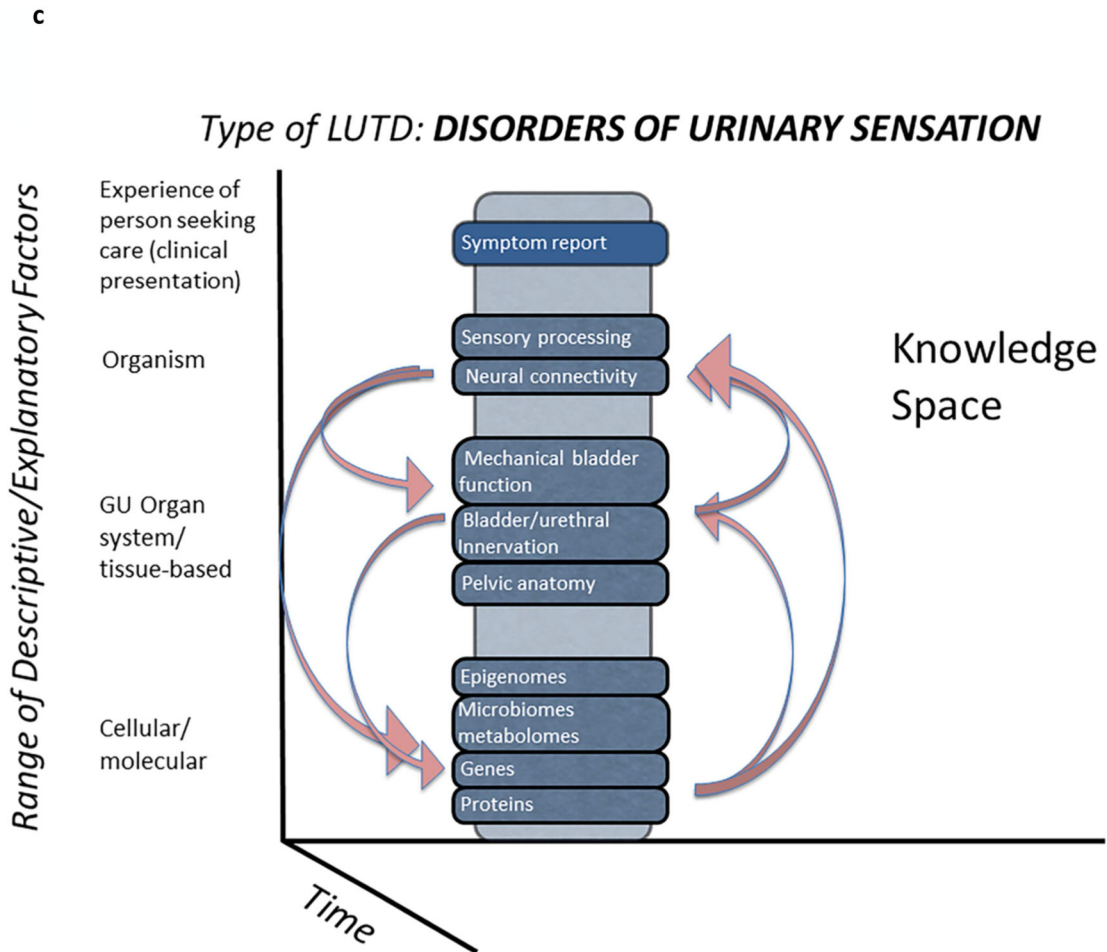 c
Type of LUTD: DISORDERS OF URINARY SENSATION
Range of Descriptive/Explanatory Factors
Experience of
person seeking
care (clinical
presentation)
Organism
GU Organ
system/
tissue-based
Cellular/
molecular
Symptom report
Sensory processing
Neural connectivity
Mechanical bladder
function
Bladder/urethral
Innervation
Pelvic anatomy
Epigenomes
Microbiomes
metabolomes
Genes
Proteins
Knowledge
Space
Time